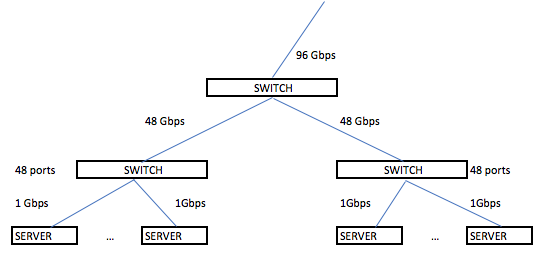 96 Gbps
SWITCH
48 Gbps
48 Gbps
48 ports
SWITCH
SWITCH
48 ports
1 Gbps
1Gbps
1Gbps
1Gbps
SERVER
...
SERVER
SERVER
...
SERVER